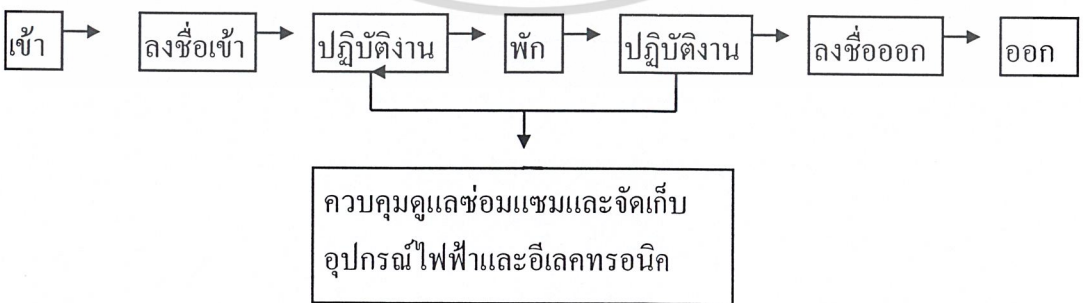 เข้า
ลงชื่อเข้า
ปฏิบัติงาน
พัก
ปฏิบัติงาน
ลงชื่อออก
ออก
ควบคุมดูแลซ่อมแซมและจัดเก็บ
อุปกรณ์ไฟฟ้าและอีเลคทรอนิค